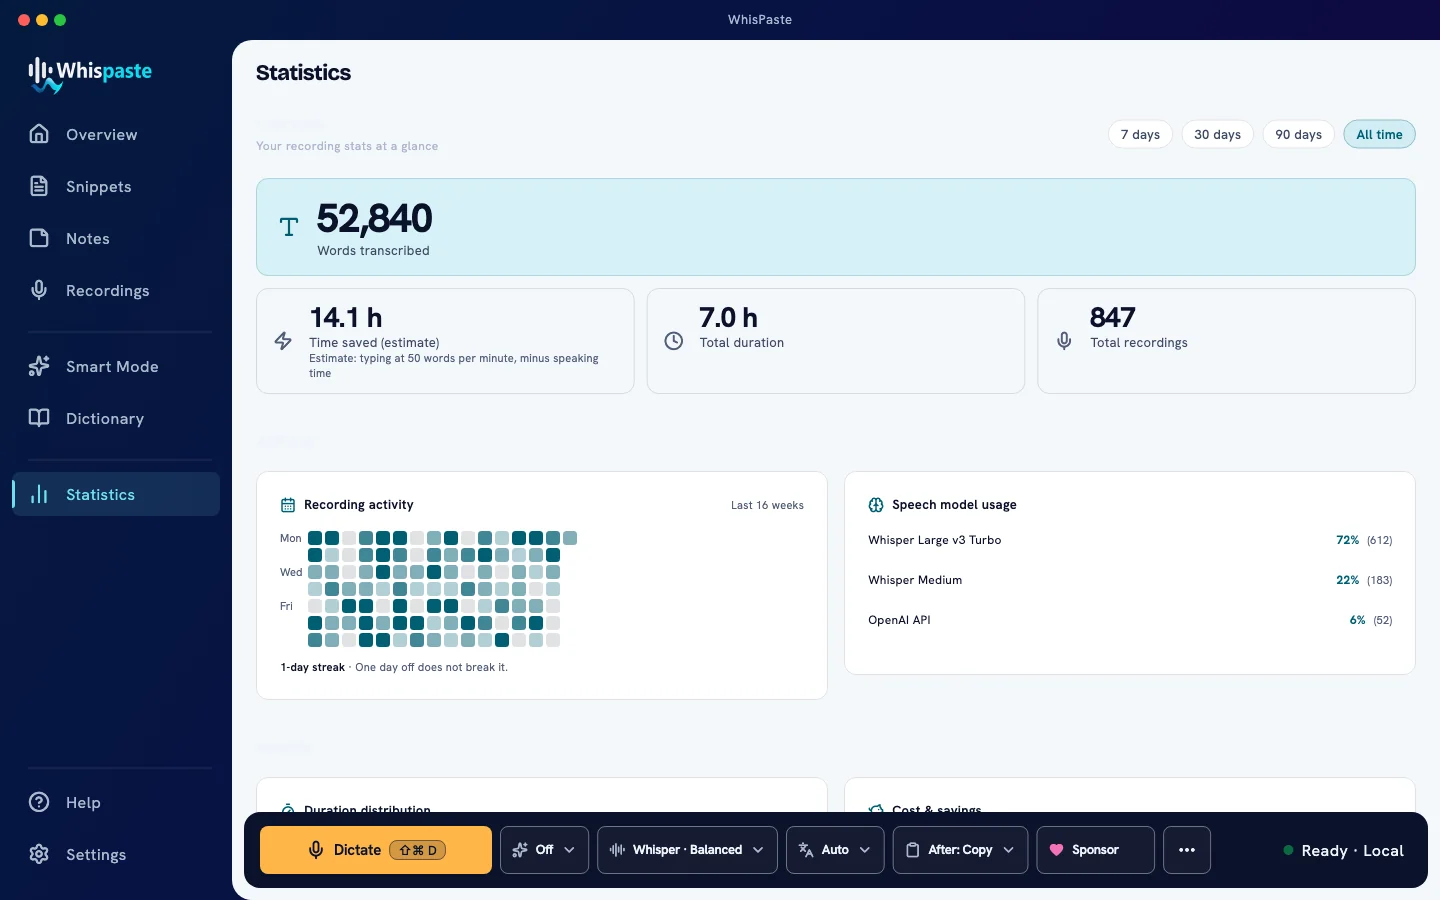 WhisPaste
Whispaste
Overview
Snippets
Notes
Recordings
Smart Mode
Dictionary
Statistics
Help
Settings
Statistics
Your recording stats at a glance
7 days
30 days
90 days
All time
52,840
Words transcribed
14.1 h
Time saved (estimate)
Estimate: typing at 50 words per minute, minus speaking
time
7.0 h
Total duration
847
Total recordings
Recording activity
Last 16 weeks
Mon
Wed
Fri
1-day streak · One day off does not break it.
Speech model usage
Whisper Large v3 Turbo 72% (612)
Whisper Medium 22% (183)
OpenAI API 6% (52)
Duration distribution
Cost & savings
Dictate ⇧⌘ D
Off
Whisper · Balanced
Auto
After: Copy
Sponsor
Ready · Local